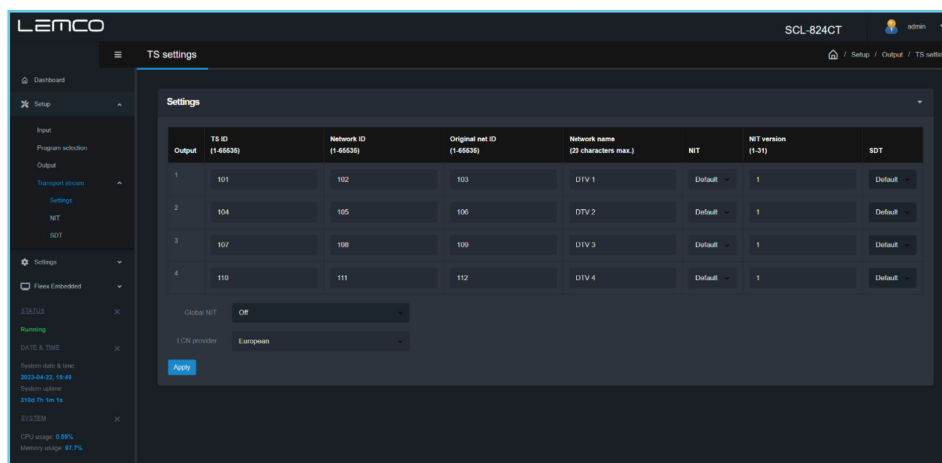 LEMCO
SCL-824CT
admin
TS settings
/ Setup / Output / TS settin
Dashboard
Setup
Input
Program selection
Output
Transport stream
Settings
NIT
SDT
Settings
Fleex Embedded
STATUS
Running
DATE & TIME
System date & time:
2023-04-22, 18:49
System uptime:
310d 7h 1m 1s
SYSTEM
CPU usage: 0.89%
Memory usage: 97.7%
Settings
Output TS ID (1-65535) Network ID (1-65535) Original net ID (1-65535) Network name (23 characters max.) NIT NIT version (1-31) SDT
1 101 102 103 DTV 1 Default 1 Default
2 104 105 106 DTV 2 Default 1 Default
3 107 108 109 DTV 3 Default 1 Default
4 110 111 112 DTV 4 Default 1 Default
Global NIT Off
LCN provider European
Apply